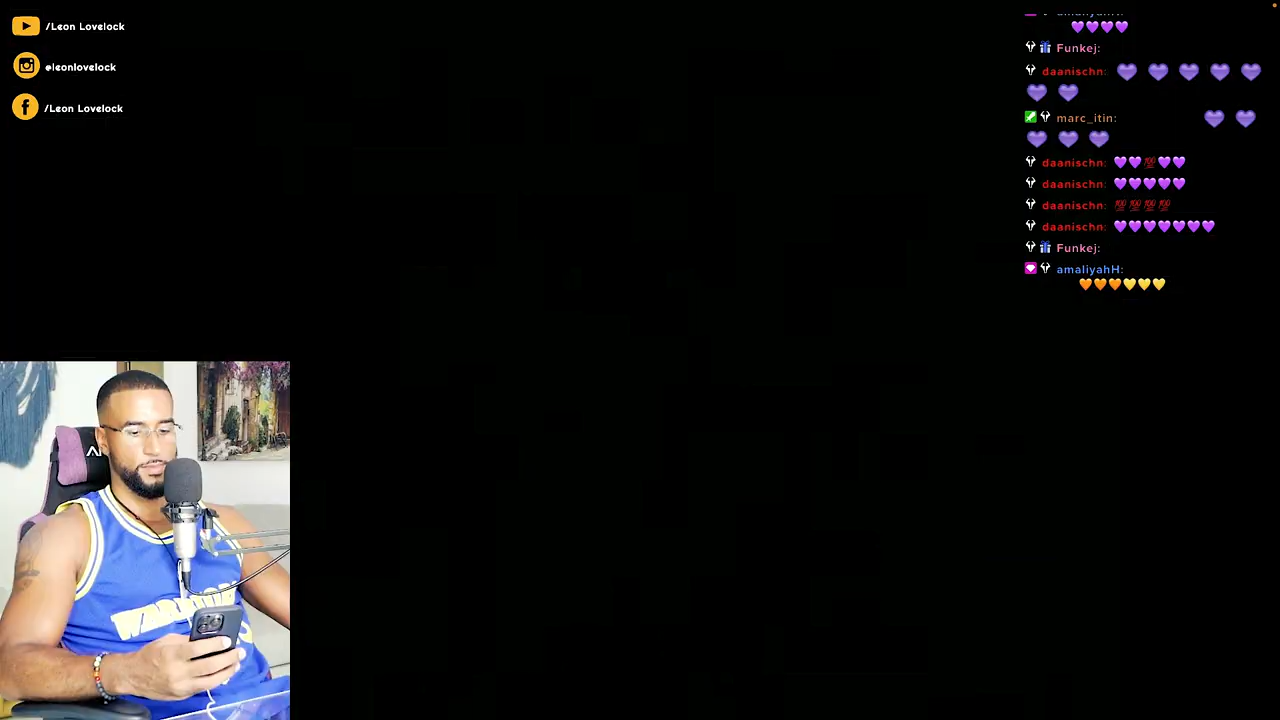 /Leon Lovelock
@leonlovelock
/Leon Lovelock
Funkej:
daanischn:
marc_itin:
daanischn:
daanischn:
daanischn:
daanischn:
Funkej:
amaliyahH: